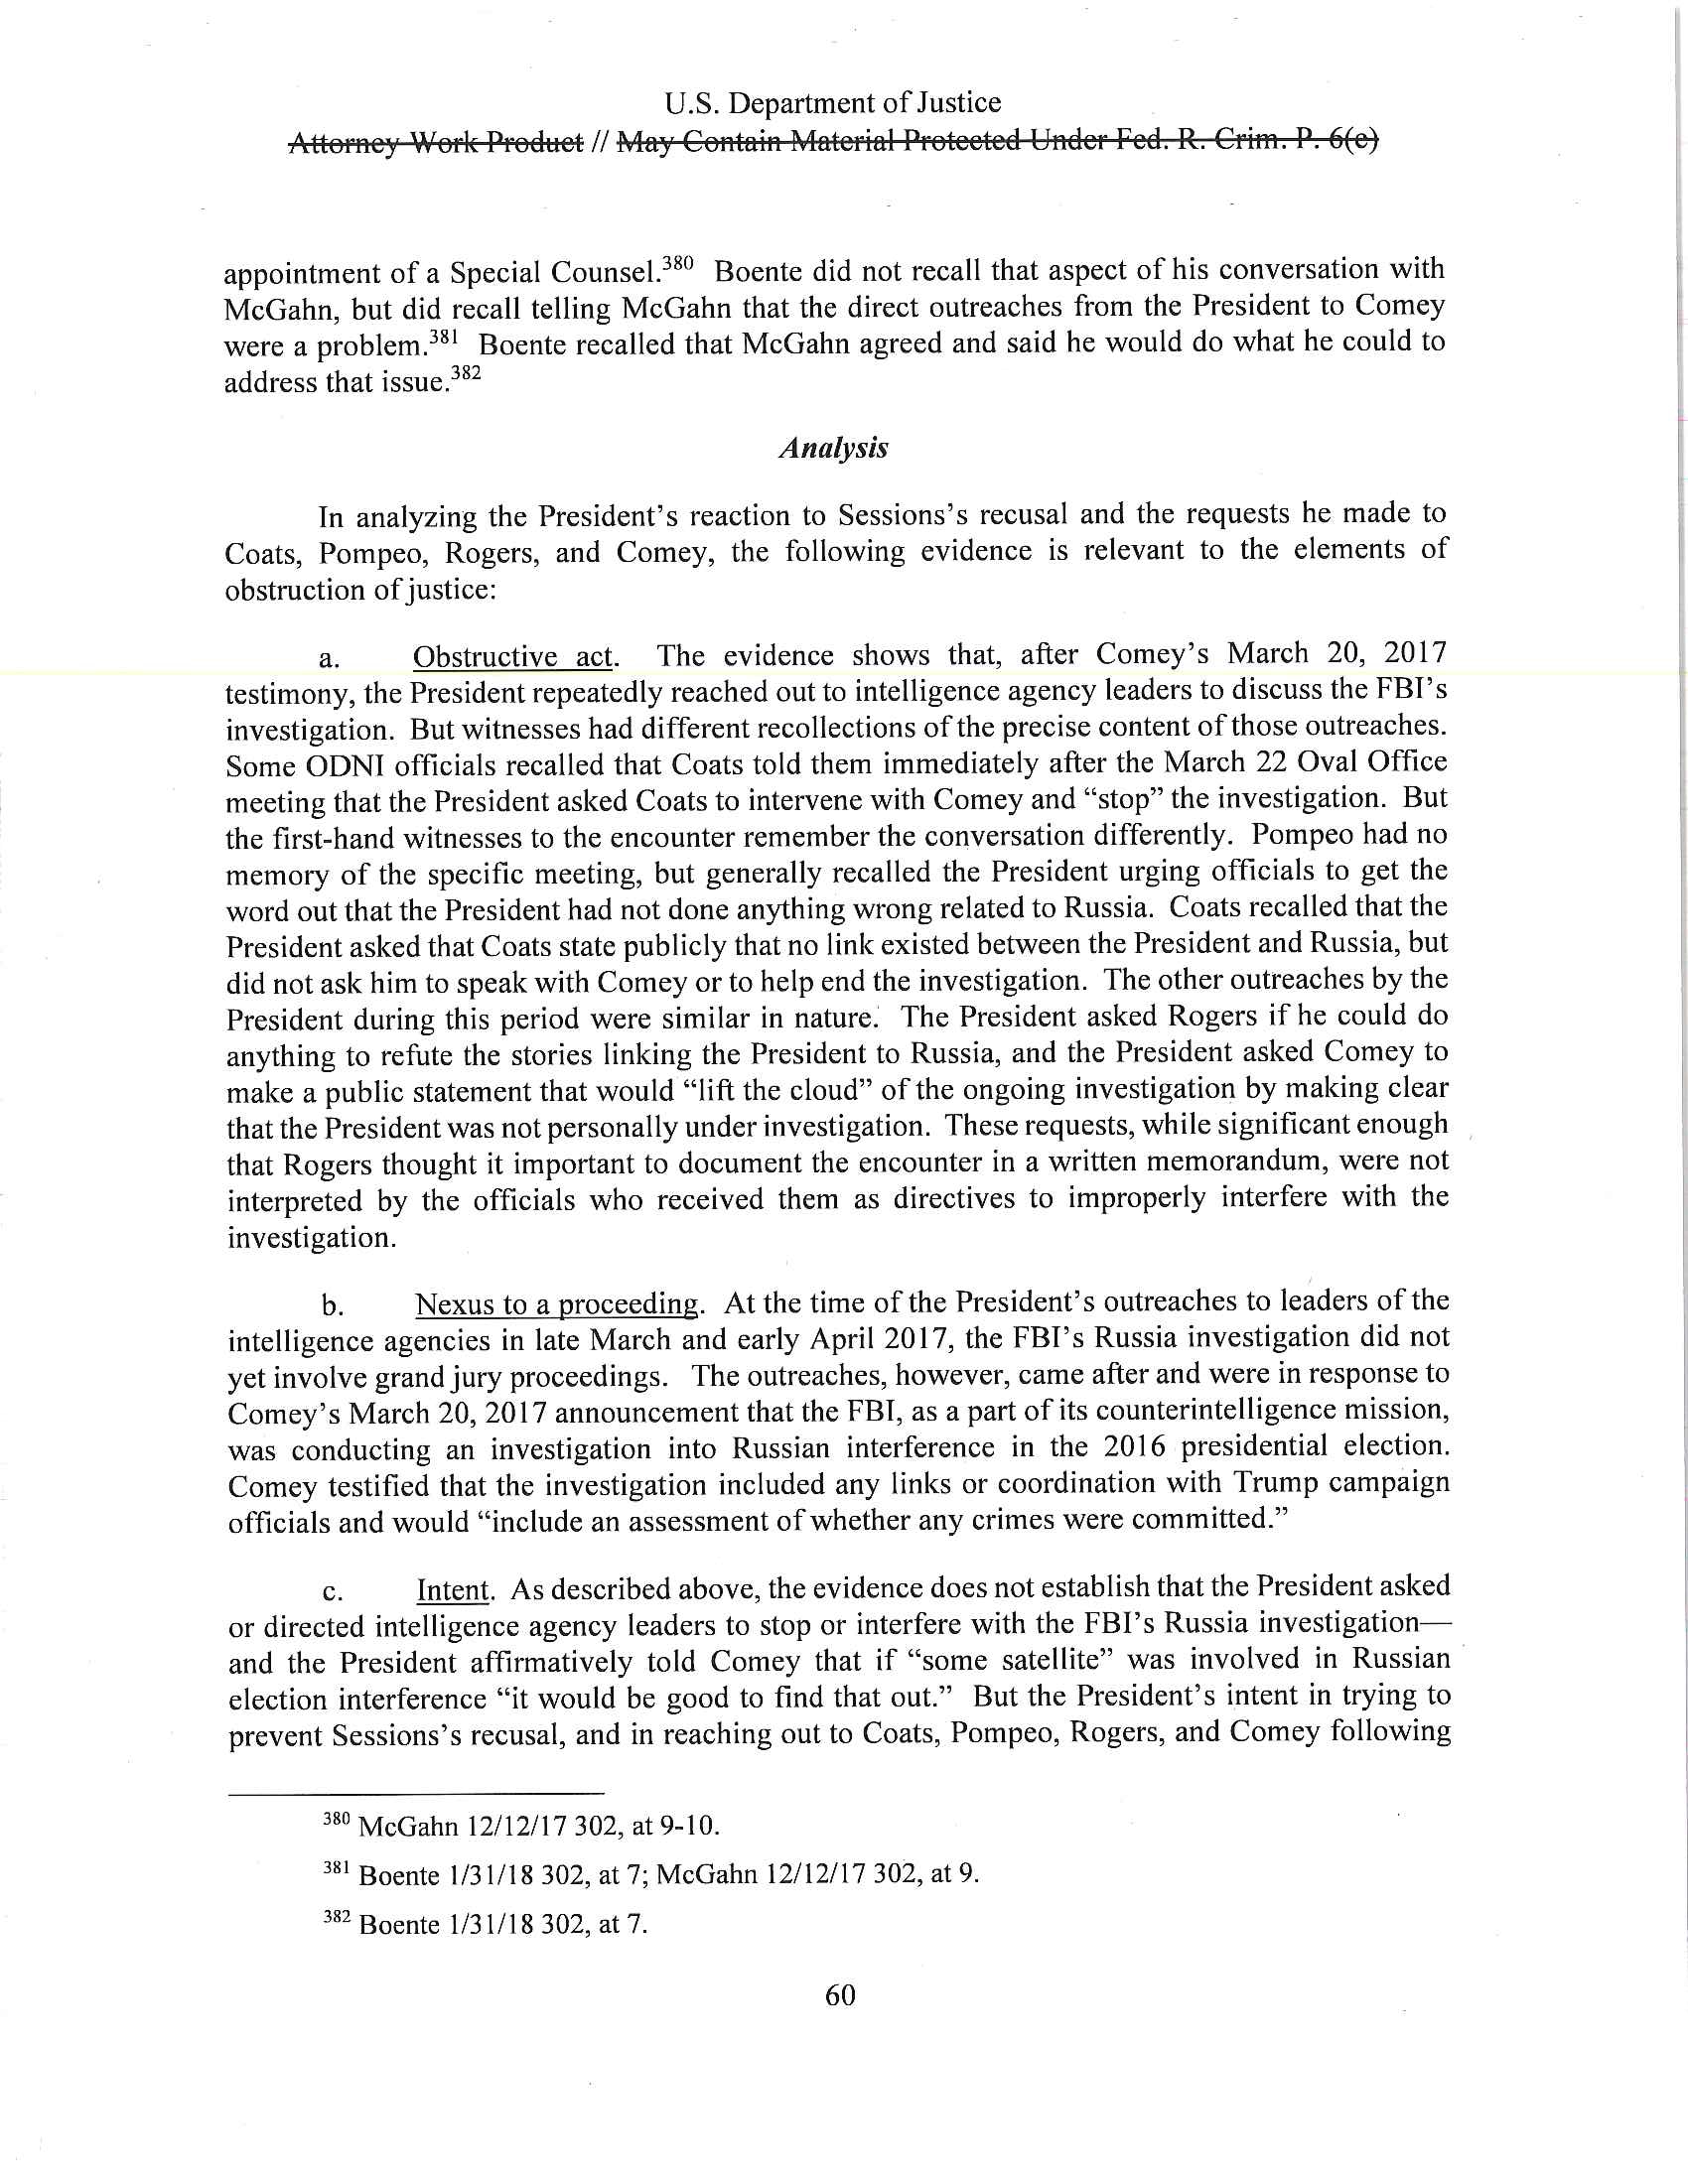 U.S. Department of Justice
Attorney Work Product // May Contain Material Protected Under Fed. R. Crim. P. 6(e)
appointment of a Special Counsel.380 Boente did not recall that aspect of his conversation with
McGahn, but did recall telling McGahn that the direct outreaches from the President to Comey
were a problem.381 Boente recalled that McGahn agreed and said he would do what he could to
address that issue.382
Analysis
In analyzing the President's reaction to Sessions's recusal and the requests he made to
Coats, Pompeo, Rogers, and Comey, the following evidence is relevant to the elements of
obstruction of justice:
a. Obstructive act. The evidence shows that, after Comey's March 20, 2017
testimony, the President repeatedly reached out to intelligence agency leaders to discuss the FBI's
investigation. But witnesses had different recollections of the precise content of those outreaches.
Some ODNI officials recalled that Coats told them immediately after the March 22 Oval Office
meeting that the President asked Coats to intervene with Comey and “stop” the investigation. But
the first-hand witnesses to the encounter remember the conversation differently. Pompeo had no
memory of the specific meeting, but generally recalled the President urging officials to get the
word out that the President had not done anything wrong related to Russia. Coats recalled that the
President asked that Coats state publicly that no link existed between the President and Russia, but
did not ask him to speak with Comey or to help end the investigation. The other outreaches by the
President during this period were similar in nature. The President asked Rogers if he could do
anything to refute the stories linking the President to Russia, and the President asked Comey to
make a public statement that would “lift the cloud” of the ongoing investigation by making clear
that the President was not personally under investigation. These requests, while significant enough
that Rogers thought it important to document the encounter in a written memorandum, were not
interpreted by the officials who received them as directives to improperly interfere with the
investigation.
b. Nexus to a proceeding. At the time of the President's outreaches to leaders of the
intelligence agencies in late March and early April 2017, the FBI's Russia investigation did not
yet involve grand jury proceedings. The outreaches, however, came after and were in response to
Comey's March 20, 2017 announcement that the FBI, as a part of its counterintelligence mission,
was conducting an investigation into Russian interference in the 2016 presidential election.
Comey testified that the investigation included any links or coordination with Trump campaign
officials and would “include an assessment of whether any crimes were committed.”
c. Intent. As described above, the evidence does not establish that the President asked
or directed intelligence agency leaders to stop or interfere with the FBI's Russia investigation—
and the President affirmatively told Comey that if “some satellite” was involved in Russian
election interference “it would be good to find that out.” But the President's intent in trying to
prevent Sessions's recusal, and in reaching out to Coats, Pompeo, Rogers, and Comey following
380 McGahn 12/12/17 302, at 9-10.
381 Boente 1/31/18 302, at 7; McGahn 12/12/17 302, at 9.
382 Boente 1/31/18 302, at 7.
60